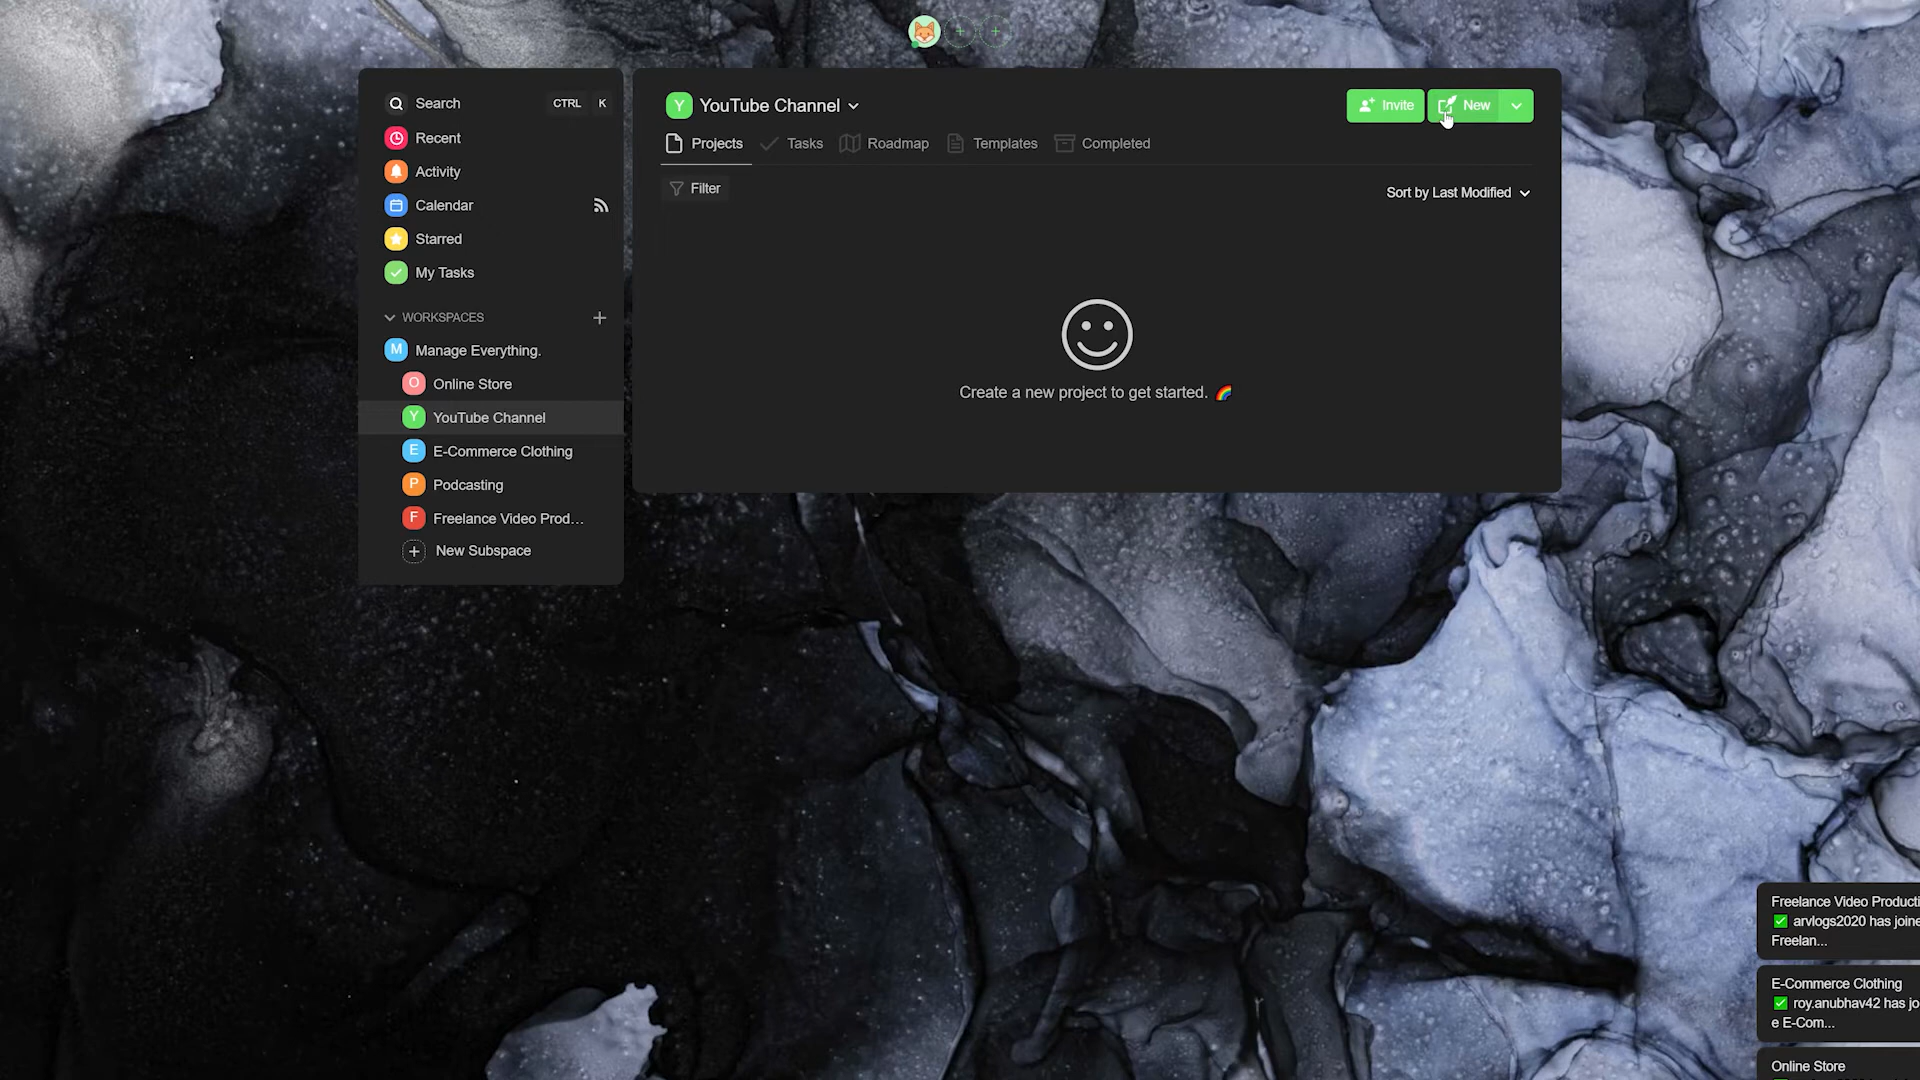 Search CTRL K
Recent
Activity
Calendar
Starred
My Tasks
WORKSPACES
M Manage Everything.
O Online Store
Y YouTube Channel
E E-Commerce Clothing
P Podcasting
F Freelance Video Prod...
New Subspace
Y YouTube Channel
Invite New
Projects Tasks Roadmap Templates Completed
Filter
Sort by Last Modified
Create a new project to get started.
Freelance Video Producti
arvlogs2020 has joine
Freelan...
E-Commerce Clothing
roy.anubhav42 has jo
e E-Com...
Online Store